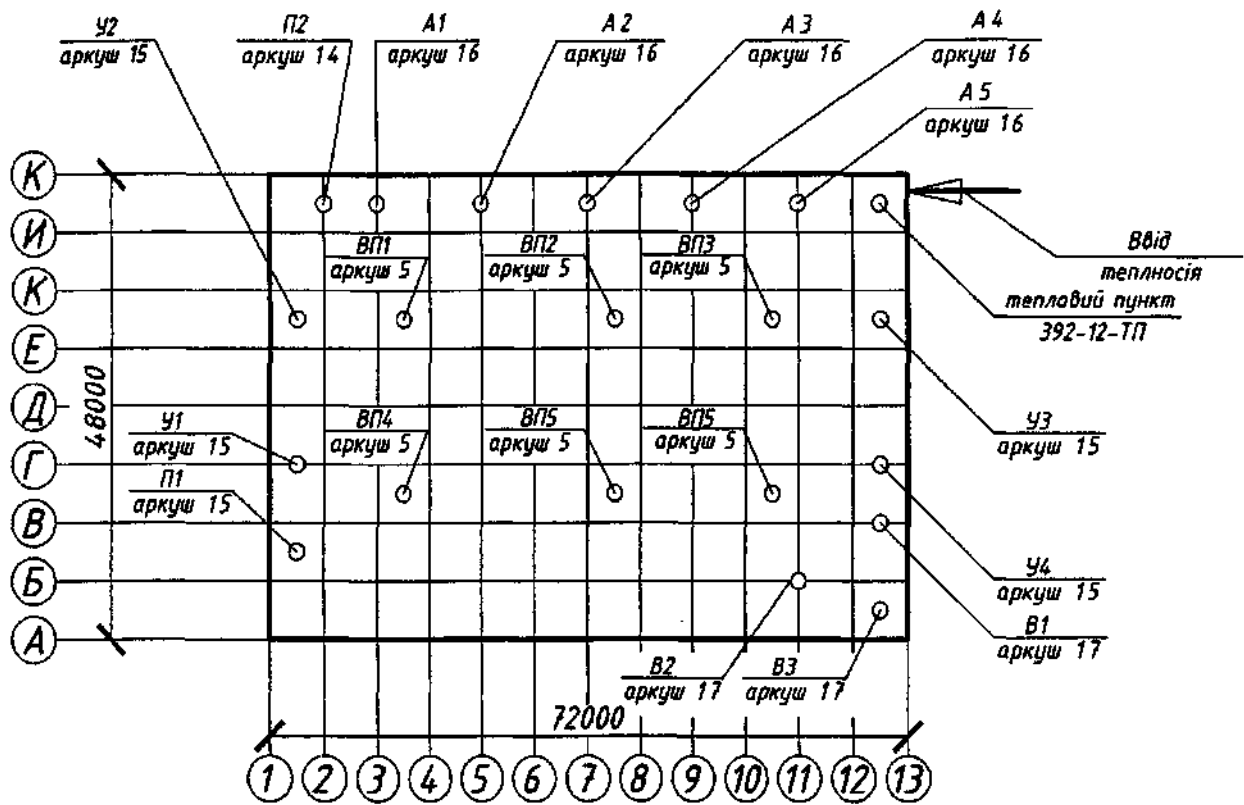 У2
аркуш 15
П2
аркуш 14
А1
аркуш 16
А 2
аркуш 16
А 3
аркуш 16
А 4
аркуш 16
А 5
аркуш 16
К
И
К
Е
Д
Г
В
Б
А
48000
ВП1
аркуш 5
ВП2
аркуш 5
ВП3
аркуш 5
Ввід
теплносія
тепловий пункт
392-12-ТП
У1
аркуш 15
ВП4
аркуш 5
ВП5
аркуш 5
ВП5
аркуш 5
У3
аркуш 15
П1
аркуш 15
У4
аркуш 15
В1
аркуш 17
В2
аркуш 17
В3
аркуш 17
72000
1 2 3 4 5 6 7 8 9 10 11 12 13